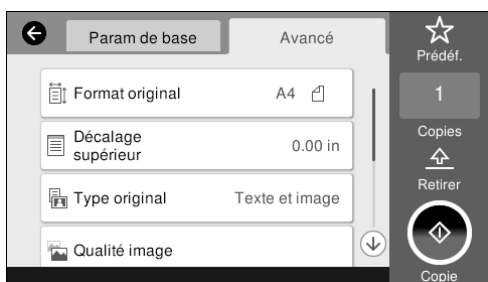 Param de base
Avancé
Prédéf.
Format original
A4
1
Copies
Décalage
supérieur
0.00 in
Retirer
Type original
Texte et image
Qualité image
Copie